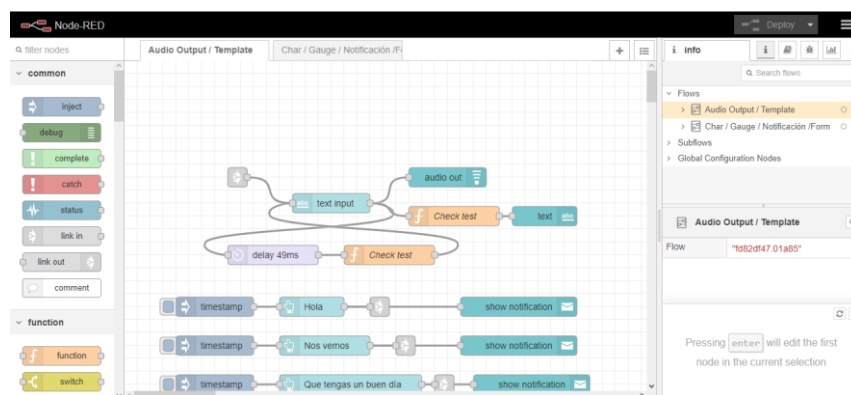 Node-RED
Deploy
filter nodes
common
inject
debug
complete
catch
status
link in
link out
comment
function
function
switch
Audio Output / Template
Char / Gauge / Notificación /F
audio out
abc text input
Check test
text abc
delay 49ms
Check test
timestamp
Hola
show notification
timestamp
Nos vemos
show notification
timestamp
Que tengas un buen día
show notification
i info
i
Search flows
Flows
Audio Output / Template
Char / Gauge / Notificación /Form
Subflows
Global Configuration Nodes
Audio Output / Template
Flow "fd82df47.01a85"
Pressing enter will edit the first
node in the current selection